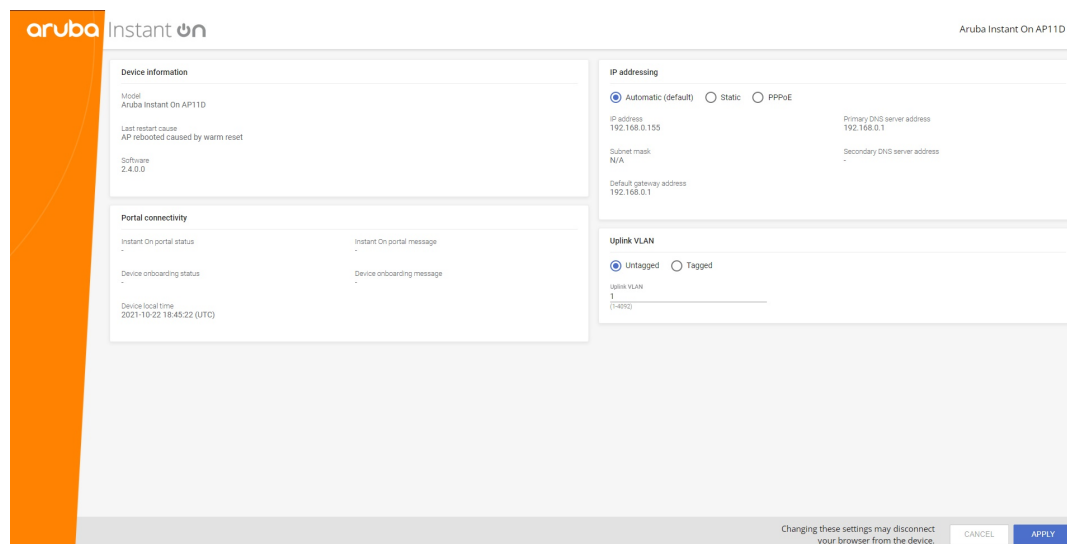 aruba Instant On
Aruba Instant On AP11D
Device information
Model
Aruba Instant On AP11D
Last restart cause
AP rebooted caused by warm reset
Software
2.4.0.0
Portal connectivity
Instant On portal status
-
Instant On portal message
-
Device onboarding status
-
Device onboarding message
-
Device local time
2021-10-22 18:45:22 (UTC)
IP addressing
Automatic (default) Static PPPoE
IP address
192.168.0.155
Primary DNS server address
192.168.0.1
Subnet mask
N/A
Secondary DNS server address
-
Default gateway address
192.168.0.1
Uplink VLAN
Untagged Tagged
Uplink VLAN
1
(1-4092)
Changing these settings may disconnect
your browser from the device.
CANCEL APPLY